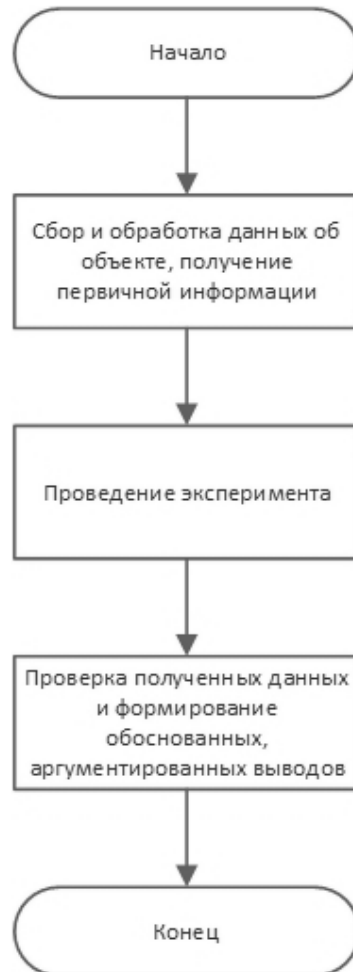 Начало
Сбор и обработка данных об
объекте, получение
первичной информации
Проведение эксперимента
Проверка полученных данных
и формирование
обоснованных,
аргументированных выводов
Конец